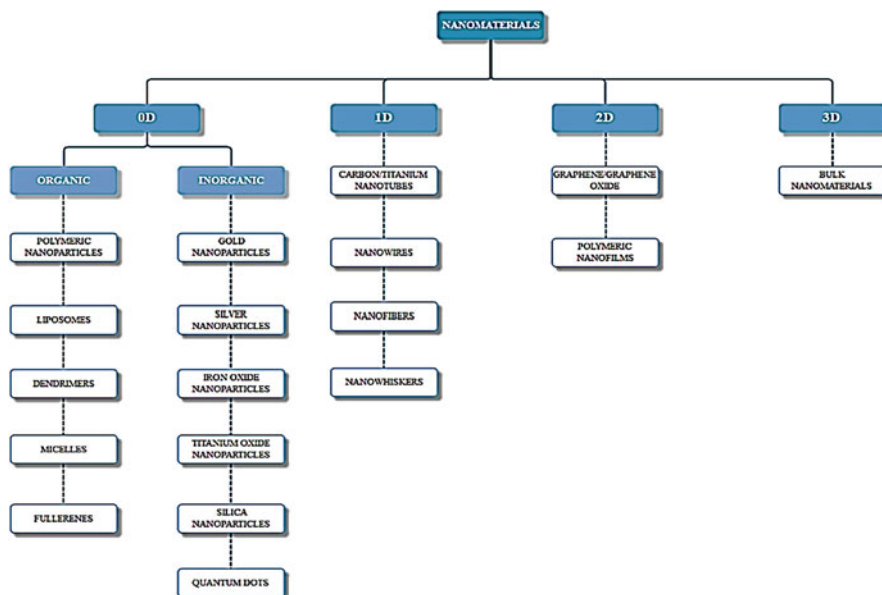 NANOMATERIALS
0D
1D
2D
3D
ORGANIC
INORGANIC
CARBON/TITANIUM
NANOTUBES
GRAPHENE/GRAPHENE
OXIDE
BULK
NANOMATERIALS
POLYMERIC
NANOPARTICLES
GOLD
NANOPARTICLES
NANOWIRES
POLYMERIC
NANOFILMS
LIPOSOMES
SILVER
NANOPARTICLES
NANOFIBERS
DENDRIMERS
IRON OXIDE
NANOPARTICLES
NANOWHISKERS
MICELLES
TITANIUM OXIDE
NANOPARTICLES
FULLERENES
SILICA
NANOPARTICLES
QUANTUM DOTS